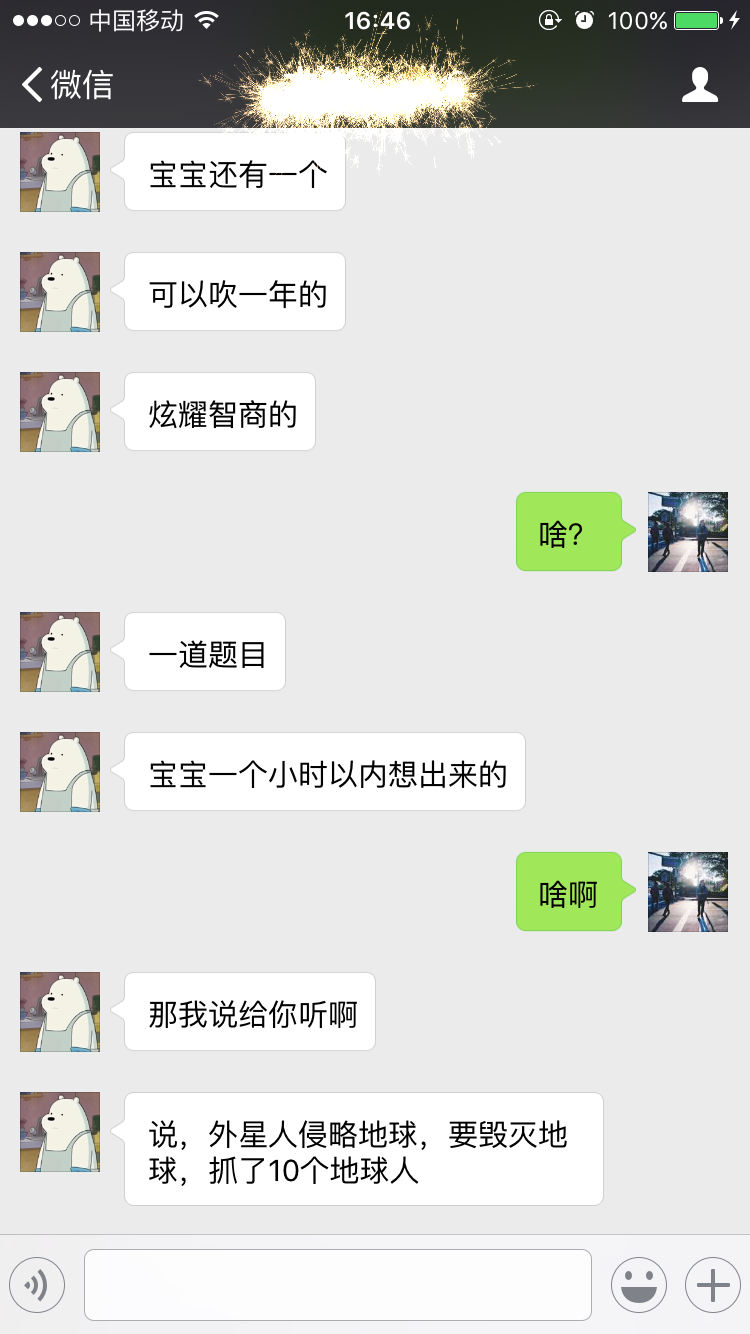 中国移动 16:46 100%
微信
宝宝还有一个
可以吹一年的
炫耀智商的
啥?
一道题目
宝宝一个小时以内想出来的
啥啊
那我说给你听啊
说，外星人侵略地球，要毁灭地
球，抓了10个地球人